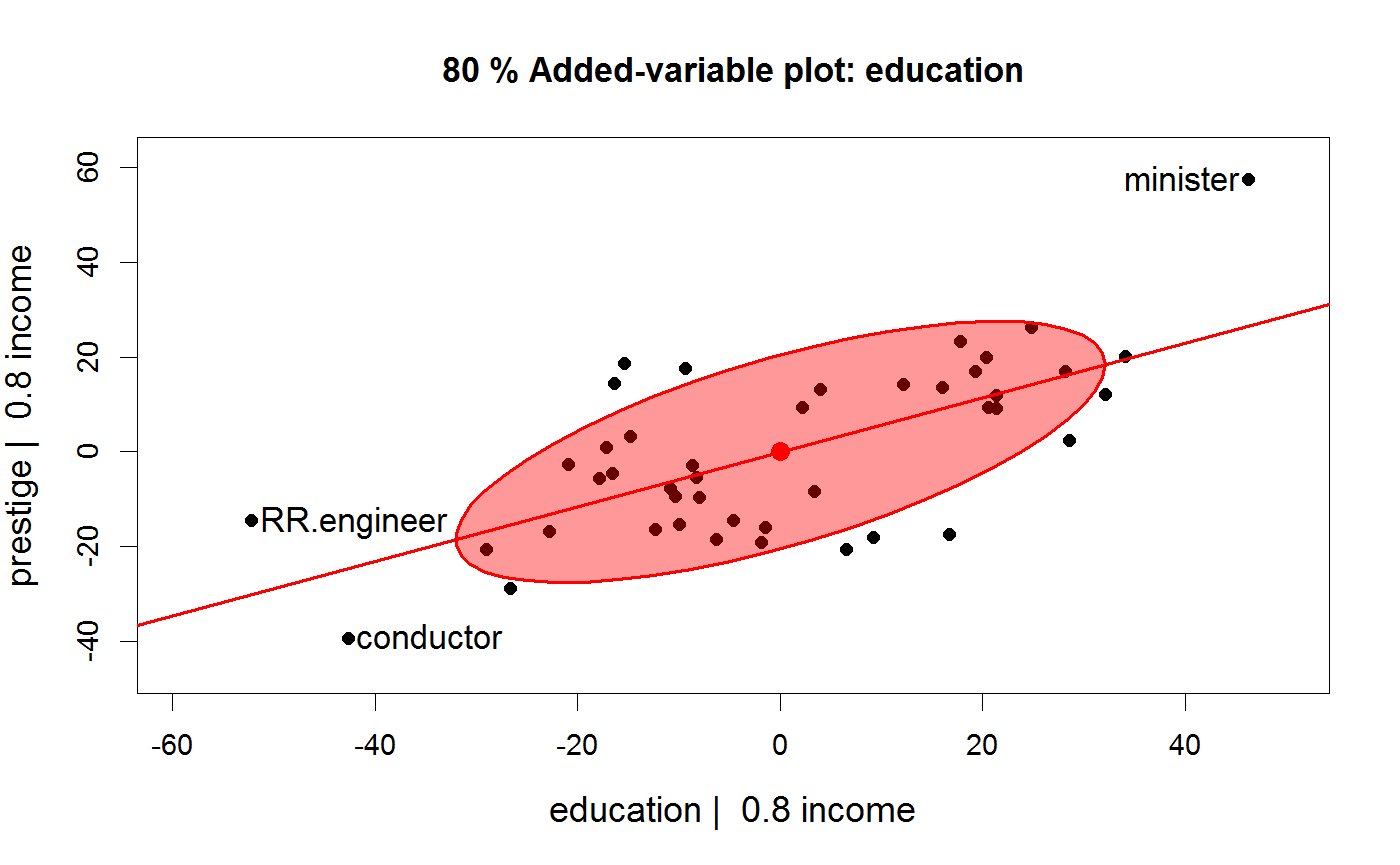 80 % Added-variable plot: education
prestige |  0.8 income
60
40
20
0
-20
-40
minister
RR.engineer
conductor
-60 -40 -20 0 20 40
education |  0.8 income